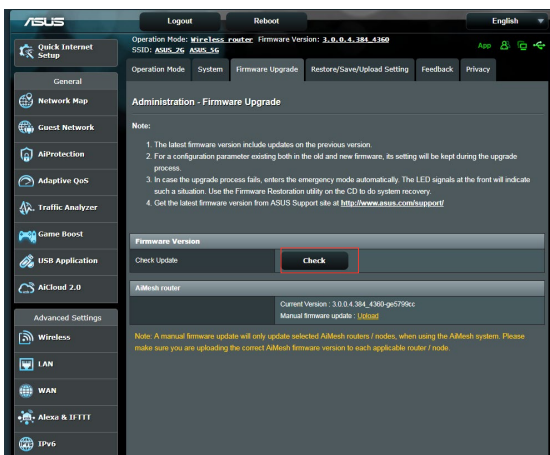 ASUS
Logout
Reboot
English
Quick Internet
Setup
Operation Mode: Wireless router Firmware Version: 3.0.0.4.384_4360
SSID: ASUS_2G ASUS_5G
App
Operation Mode System Firmware Upgrade Restore/Save/Upload Setting Feedback Privacy
General
Network Map
Guest Network
AiProtection
Adaptive QoS
Traffic Analyzer
Game Boost
USB Application
AiCloud 2.0
Advanced Settings
Wireless
LAN
WAN
Alexa & IFTTT
IPv6
Administration - Firmware Upgrade
Note:
1. The latest firmware version include updates on the previous version.
2. For a configuration parameter existing both in the old and new firmware, its setting will be kept during the upgrade
process.
3. In case the upgrade process fails, enters the emergency mode automatically. The LED signals at the front will indicate
such a situation. Use the Firmware Restoration utility on the CD to do system recovery.
4. Get the latest firmware version from ASUS Support site at http://www.asus.com/support/
Firmware Version
Check Update
Check
AiMesh router
Current Version : 3.0.0.4.384_4360-ge5799cc
Manual firmware update : Upload
Note: A manual firmware update will only update selected AiMesh routers / nodes, when using the AiMesh system. Please
make sure you are uploading the correct AiMesh firmware version to each applicable router / node.